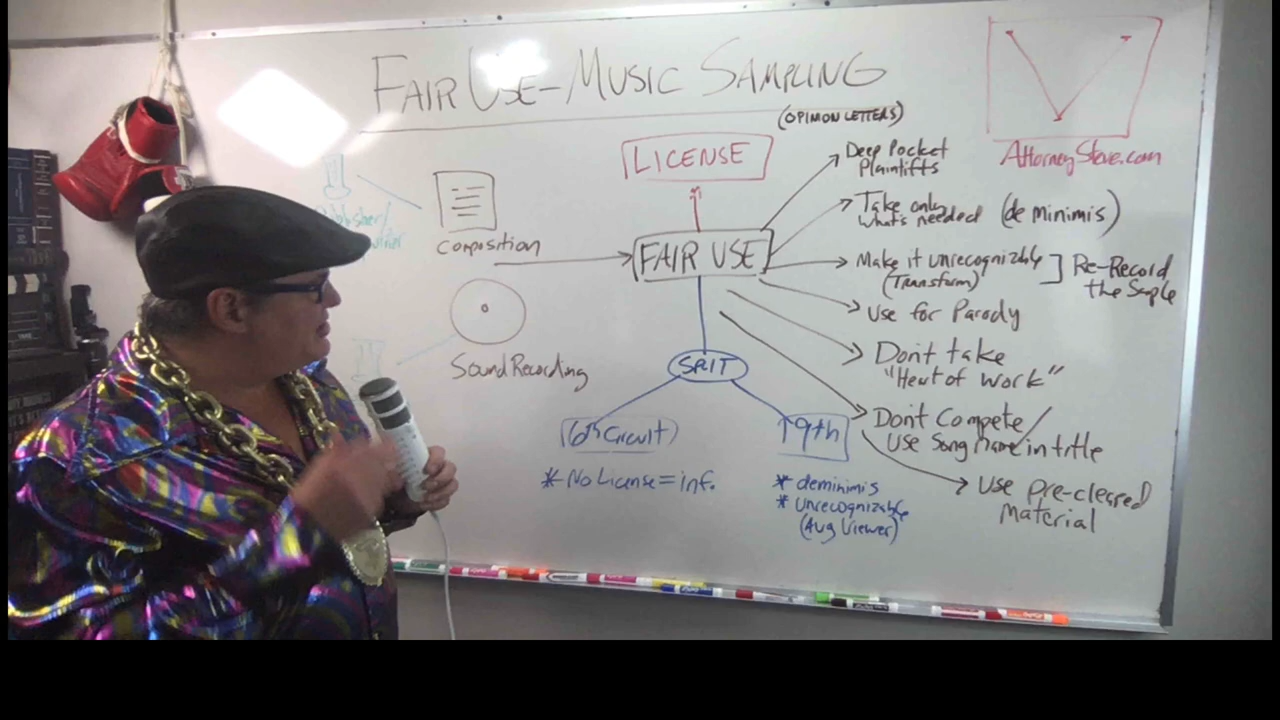 FAIR USE - MUSIC SAMPLING
(OPINION LETTERS)
AttorneySteve.com
LICENSE
Composition
Sound Recording
FAIR USE
Deep Pocket
Plaintiffs
Take only
what's needed (de minimis)
Make it unrecognizable
(Transform)
Re-Record
the Sample
Use for Parody
Don't take
"Heart of Work"
Don't Compete/
Use Song name in title
Use pre-cleared
Material
SPLIT
6th Circuit
* No License = inf.
9th
* deminimis
* unrecognizable
(Avg Viewer)